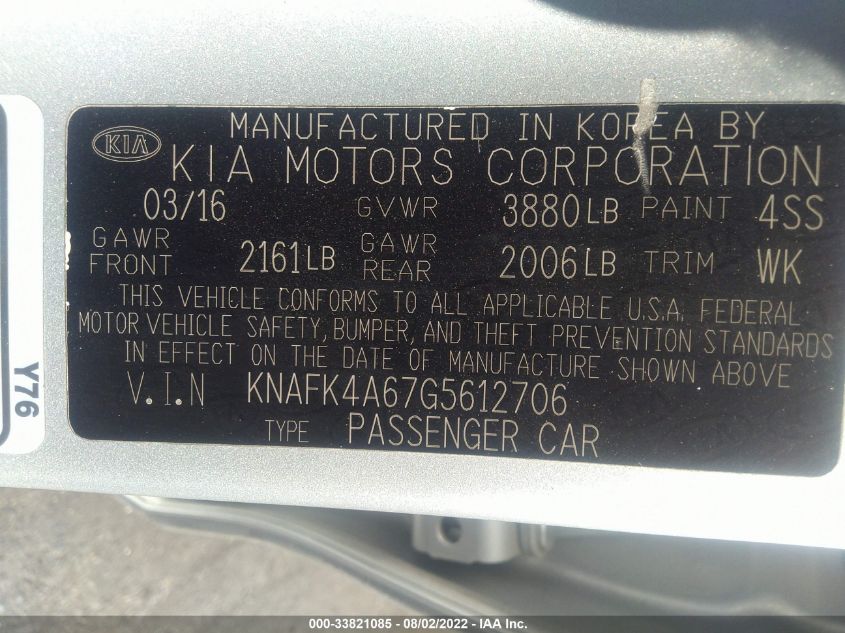 MANUFACTURED IN KOREA BY
KIA KIA MOTORS CORPORATION
03/16 GVWR 3880LB PAINT 4SS
GAWR FRONT 2161LB GAWR REAR 2006LB TRIM WK
THIS VEHICLE CONFORMS TO ALL APPLICABLE U.S.A. FEDERAL
MOTOR VEHICLE SAFETY, BUMPER, AND THEFT PREVENTION STANDARDS
IN EFFECT ON THE DATE OF MANUFACTURE SHOWN ABOVE
V.I.N KNAFK4A67G5612706
TYPE PASSENGER CAR
Y76
000-33821085 - 08/02/2022 - IAA Inc.